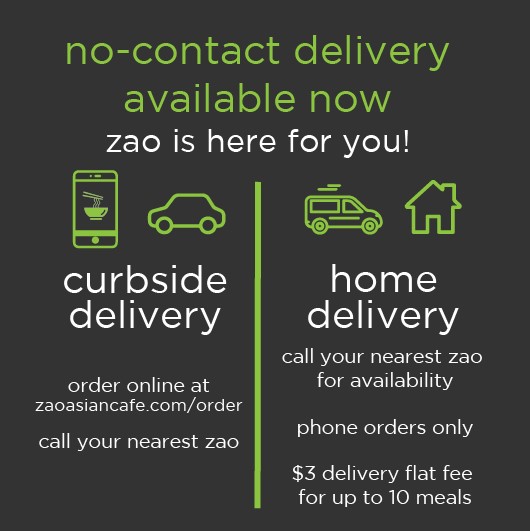 no-contact delivery
available now
zao is here for you!
curbside
delivery
order online at
zaoasiancafe.com/order
call your nearest zao
home
delivery
call your nearest zao
for availability
phone orders only
$3 delivery flat fee
for up to 10 meals